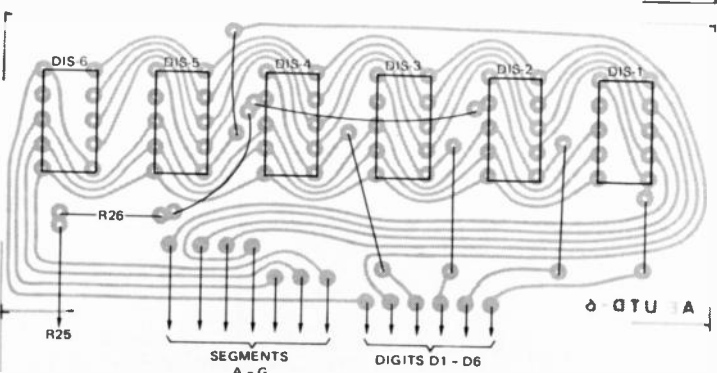 DIS-6 DIS-5 DIS-4 DIS-3 DIS-2 DIS-1
R26
R25
SEGMENTS
A - G
DIGITS D1 - D6